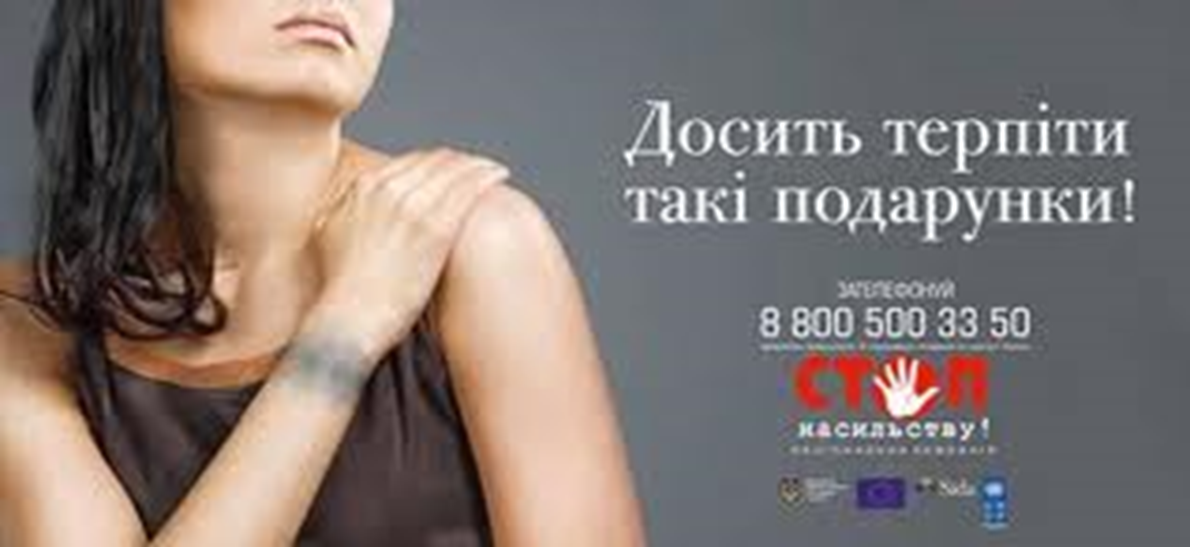 Досить терпіти
такі подарунки!
ЗАТЕЛЕФОНУЙ
8 800 500 33 50
СТОП
насильству!